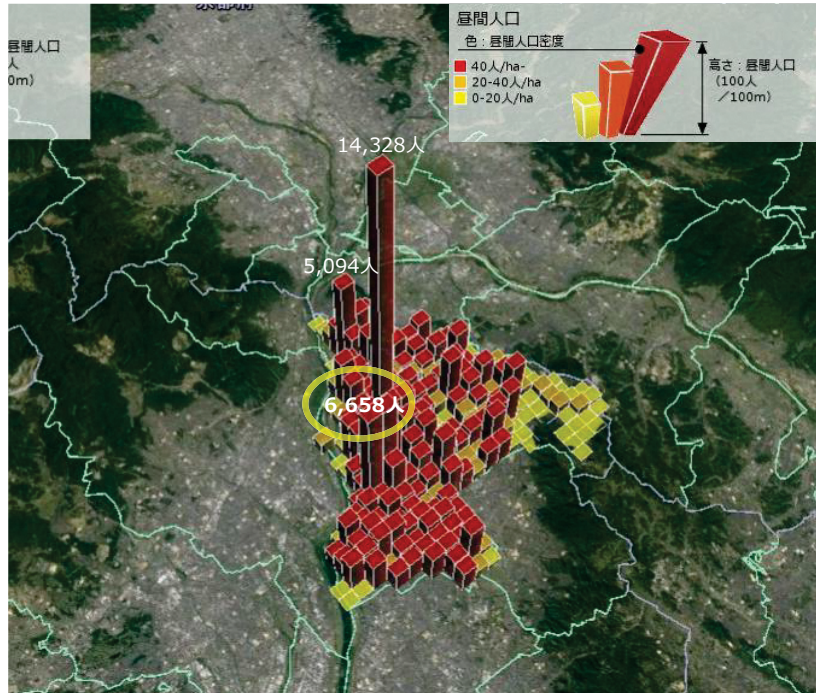 京都府
昼間人口
人
0m）
昼間人口
色：昼間人口密度
40人/ha-
20-40人/ha
0-20人/ha
高さ：昼間人口
（100人
／100m）
14,328人
5,094人
6,658人